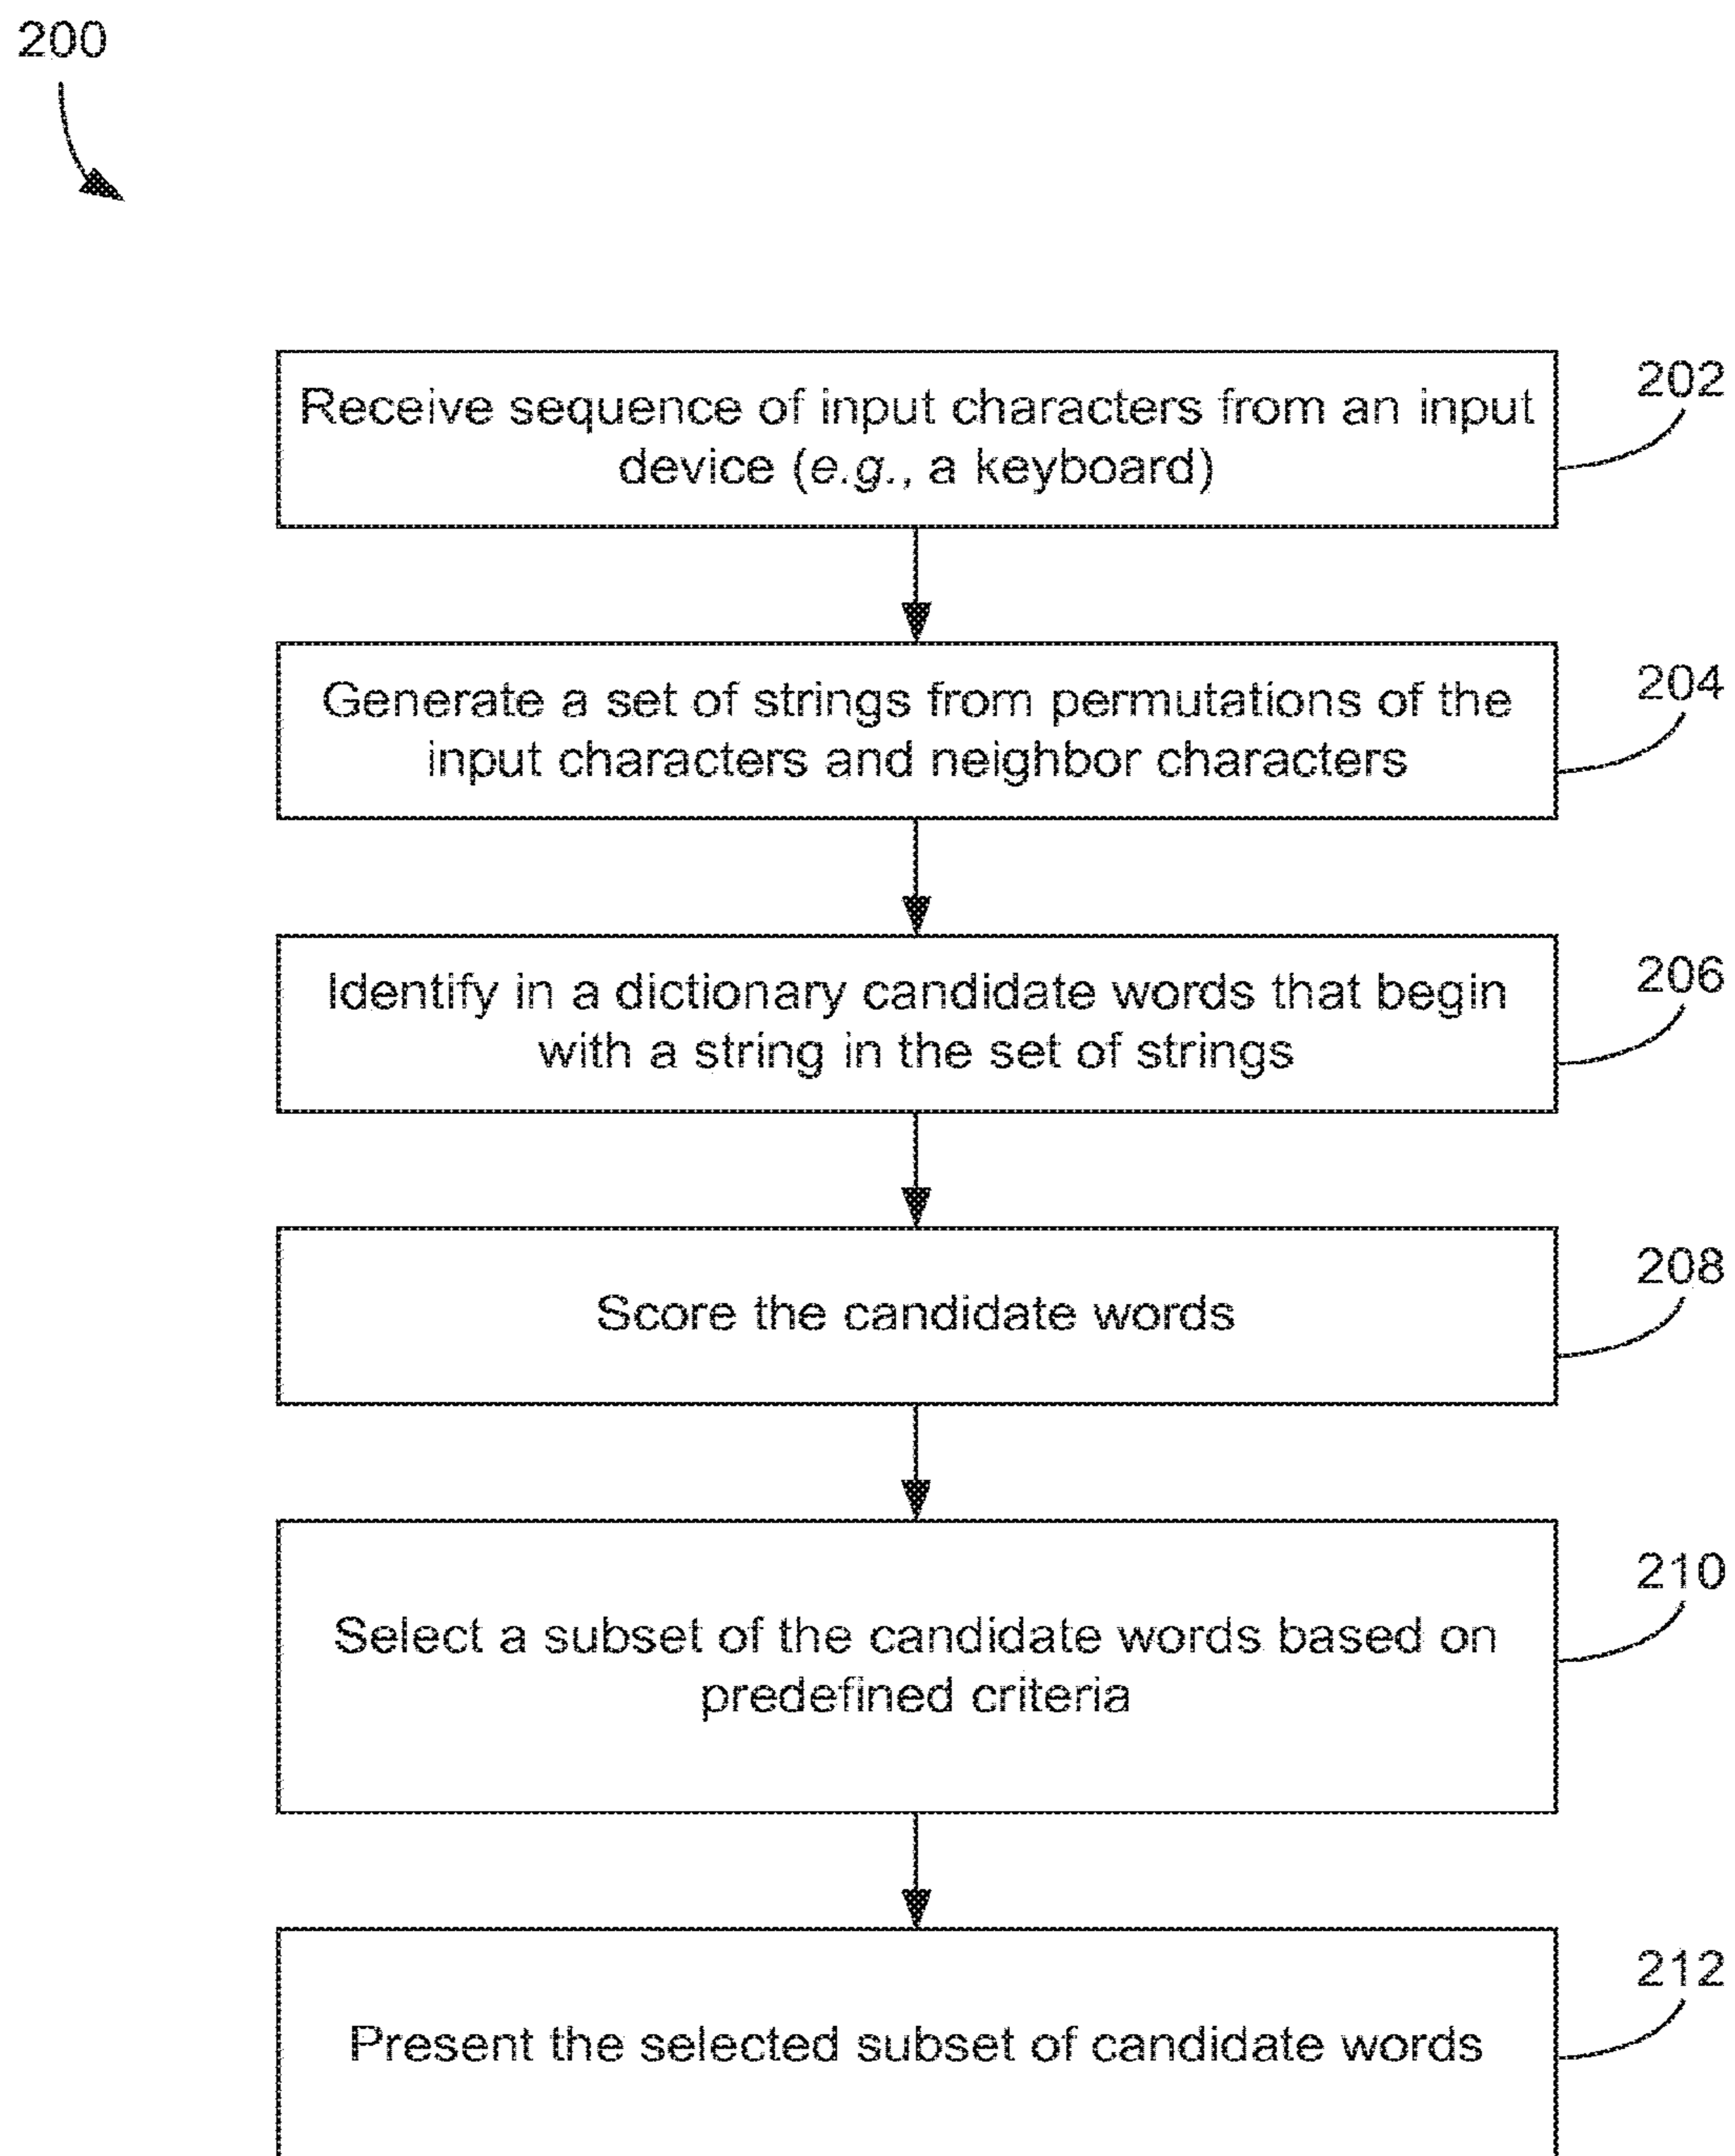 200
Receive sequence of input characters from an input
device (e.g., a keyboard)
202
Generate a set of strings from permutations of the
input characters and neighbor characters
204
Identify in a dictionary candidate words that begin
with a string in the set of strings
206
Score the candidate words
208
Select a subset of the candidate words based on
predefined criteria
210
Present the selected subset of candidate words
212